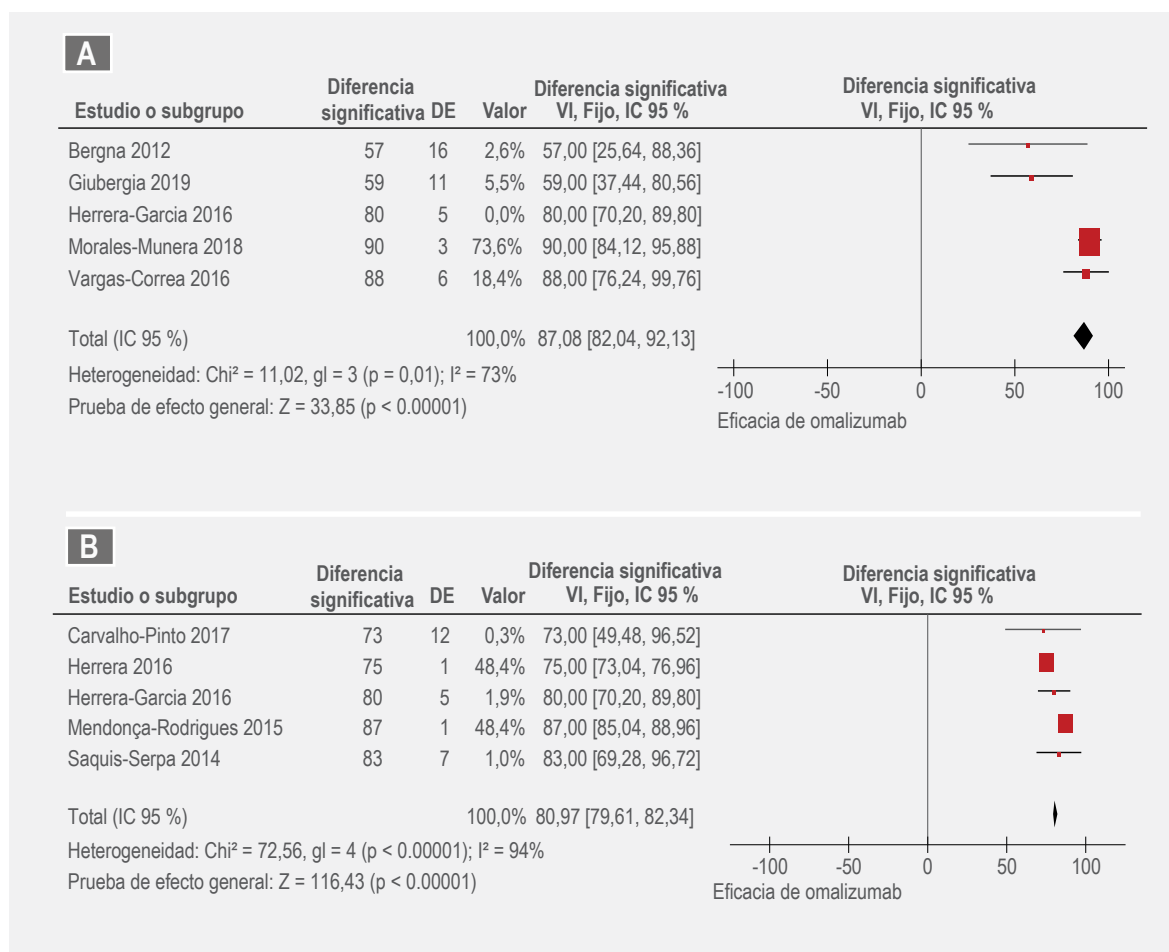 A
Diferencia significativa DE Valor Diferencia significativa VI, Fijo, IC 95 % Diferencia significativa VI, Fijo, IC 95 %
Estudio o subgrupo
Bergna 2012 57 16 2,6% 57,00 [25,64, 88,36]
Giubergia 2019 59 11 5,5% 59,00 [37,44, 80,56]
Herrera-Garcia 2016 80 5 0,0% 80,00 [70,20, 89,80]
Morales-Munera 2018 90 3 73,6% 90,00 [84,12, 95,88]
Vargas-Correa 2016 88 6 18,4% 88,00 [76,24, 99,76]
Total (IC 95 %) 100,0% 87,08 [82,04, 92,13]
Heterogeneidad: Chi² = 11,02, gl = 3 (p = 0,01); I² = 73%
Prueba de efecto general: Z = 33,85 (p < 0.00001)
-100 -50 0 50 100
Eficacia de omalizumab
B
Diferencia significativa DE Valor Diferencia significativa VI, Fijo, IC 95 % Diferencia significativa VI, Fijo, IC 95 %
Estudio o subgrupo
Carvalho-Pinto 2017 73 12 0,3% 73,00 [49,48, 96,52]
Herrera 2016 75 1 48,4% 75,00 [73,04, 76,96]
Herrera-Garcia 2016 80 5 1,9% 80,00 [70,20, 89,80]
Mendonça-Rodrigues 2015 87 1 48,4% 87,00 [85,04, 88,96]
Saquis-Serpa 2014 83 7 1,0% 83,00 [69,28, 96,72]
Total (IC 95 %) 100,0% 80,97 [79,61, 82,34]
Heterogeneidad: Chi² = 72,56, gl = 4 (p < 0.00001); I² = 94%
Prueba de efecto general: Z = 116,43 (p < 0.00001)
-100 -50 0 50 100
Eficacia de omalizumab